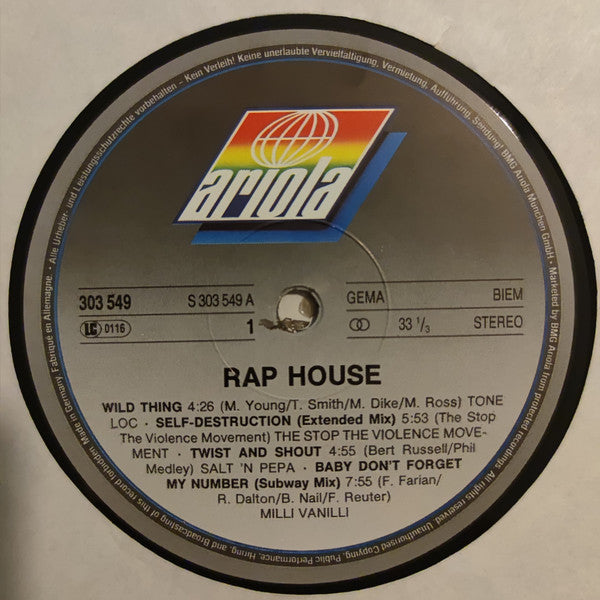 Alle Urheber- und Leistungsschutzrechte vorbehalten - Kein Verleih! Keine unerlaubte Vervielfältigung, Vermietung, Aufführung, Sendung! BMG Ariola München GmbH · Marketed by BMG Ariola from protected recordings. All rights reserved. Unauthorised Copying, Public Performance, Hiring, and Broadcasting of this record forbidden. Made in Germany. Fabriqué en Allemagne. ·
ariola
303 549 S 303 549 A GEMA BIEM
LC 0116 1 33 1/3 STEREO
RAP HOUSE
WILD THING 4:26 (M. Young/T. Smith/M. Dike/M. Ross) TONE
LOC · SELF-DESTRUCTION (Extended Mix) 5:53 (The Stop
The Violence Movement) THE STOP THE VIOLENCE MOVE-
MENT · TWIST AND SHOUT 4:55 (Bert Russell/Phil
Medley) SALT 'N PEPA · BABY DON'T FORGET
MY NUMBER (Subway Mix) 7:55 (F. Farian/
R. Dalton/B. Nail/F. Reuter)
MILLI VANILLI